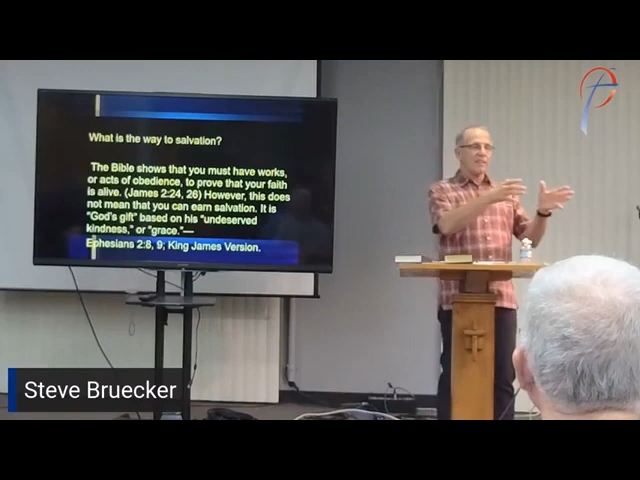 What is the way to salvation?
The Bible shows that you must have works,
or acts of obedience, to prove that your faith
is alive. (James 2:24, 26) However, this does
not mean that you can earn salvation. It is
“God’s gift” based on his “undeserved
kindness,” or “grace.”—
Ephesians 2:8, 9; King James Version.
Steve Bruecker